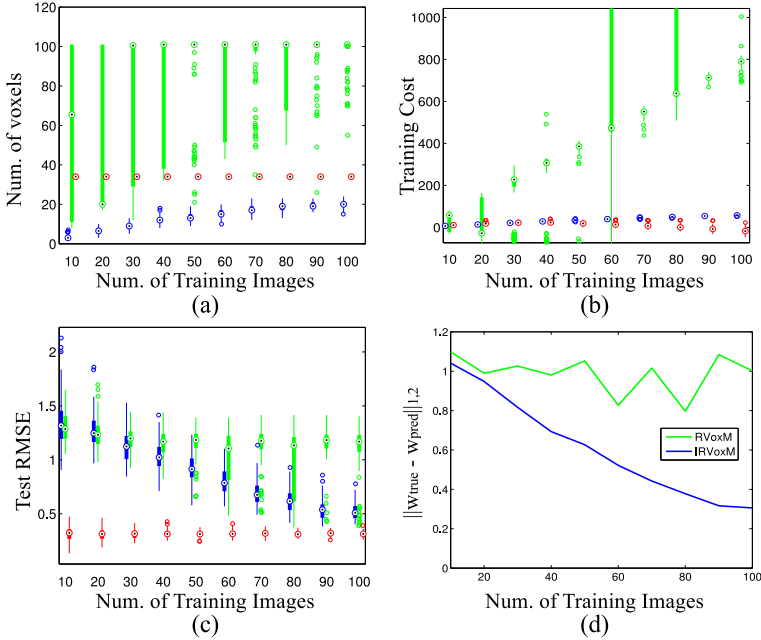 120
100
80
60
40
20
0
Num. of voxels
10 20 30 40 50 60 70 80 90 100
Num. of Training Images
(a)
1000
800
600
400
200
0
Training Cost
10 20 30 40 50 60 70 80 90 100
Num. of Training Images
(b)
2
1.5
1
0.5
Test RMSE
10 20 30 40 50 60 70 80 90 100
Num. of Training Images
(c)
1.2
1
0.8
0.6
0.4
0.2
0
||Wtrue - Wpred||1,2
RVoxM
IRVoxM
20 40 60 80 100
Num. of Training Images
(d)